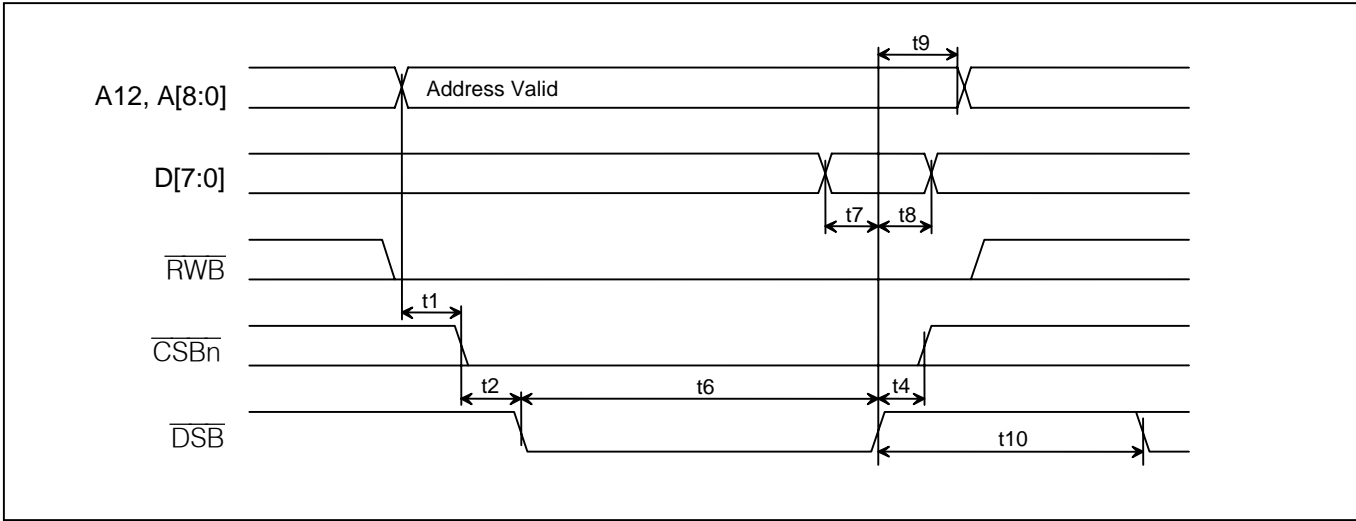 t9
A12, A[8:0]
Address Valid
D[7:0]
t7
t8
RWB
t1
CSBn
t2
t6
t4
DSB
t10